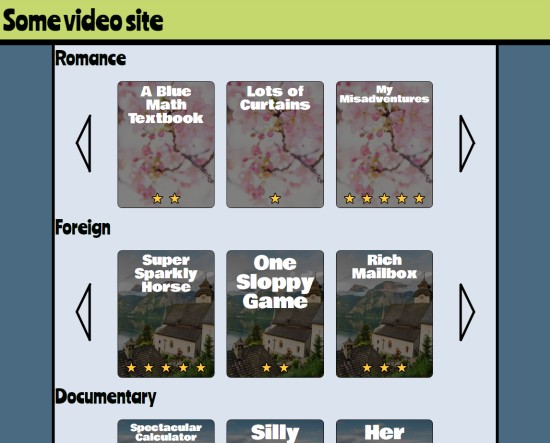 Some video site
Romance
A Blue
Math
Textbook
Lots of
Curtains
My
Misadventures
Foreign
Super
Sparkly
Horse
One
Sloppy
Game
Rich
Mailbox
Documentary
Spectacular
Calculator
Silly
Her